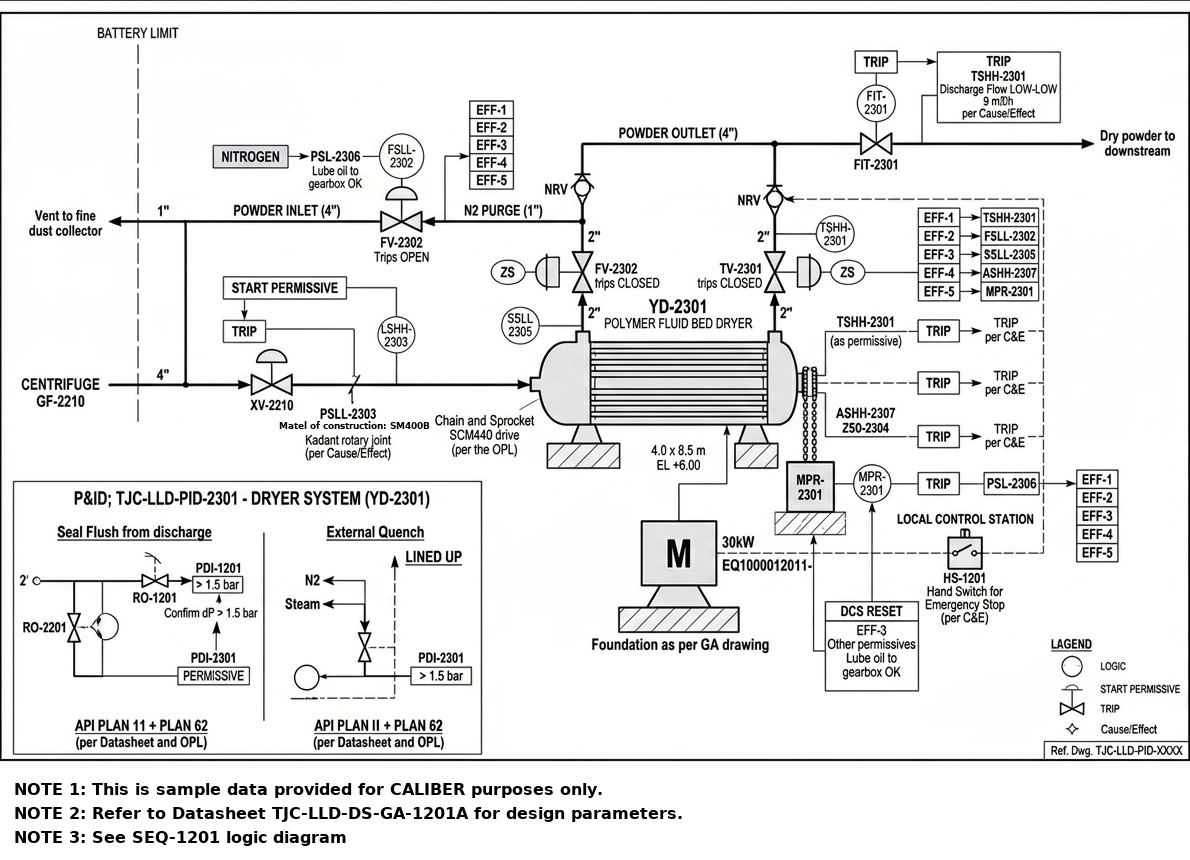 BATTERY LIMIT
TRIP
FIT-
2301
TRIP
TSHH-2301
Discharge Flow LOW-LOW
9 m/Dh
per Cause/Effect
FIT-2301
Dry powder to
downstream
POWDER OUTLET (4")
EFF-1
EFF-2
EFF-3
EFF-4
EFF-5
NITROGEN
PSL-2306
Lube oil to
gearbox OK
FSLL-
2302
NRV
NRV
Vent to fine
dust collector
1"
POWDER INLET (4")
N2 PURGE (1")
FV-2302
Trips OPEN
2"
2"
TSHH-
2301
EFF-1
TSHH-2301
EFF-2
FSLL-2302
EFF-3
S5LL-2305
EFF-4
ASHH-2307
EFF-5
MPR-2301
ZS
FV-2302
trips CLOSED
TV-2301
trips CLOSED
ZS
START PERMISSIVE
TRIP
LSHH-
2303
S5LL
2305
2"
2"
YD-2301
POLYMER FLUID BED DRYER
TSHH-2301
(as permissive)
TRIP
TRIP
per C&E
TRIP
TRIP
per C&E
ASHH-2307
Z50-2304
TRIP
TRIP
per C&E
CENTRIFUGE
GF-2210
4"
XV-2210
PSLL-2303
Matel of construction: SM400B
Kadant rotary joint
(per Cause/Effect)
Chain and Sprocket
SCM440 drive
(per the OPL)
4.0 x 8.5 m
EL +6.00
MPR-
2301
MPR-
2301
TRIP
PSL-2306
EFF-1
EFF-2
EFF-3
EFF-4
EFF-5
LOCAL CONTROL STATION
HS-1201
Hand Switch for
Emergency Stop
(per C&E)
M
30kW
EQ1000012011-
Foundation as per GA drawing
DCS RESET
EFF-3
Other permissives
Lube oil to
gearbox OK
P&ID; TJC-LLD-PID-2301 - DRYER SYSTEM (YD-2301)
Seal Flush from discharge
2'
RO-1201
PDI-1201
> 1.5 bar
Confirm dP > 1.5 bar
RO-2201
PDI-2301
PERMISSIVE
API PLAN 11 + PLAN 62
(per Datasheet and OPL)
External Quench
LINED UP
N2
Steam
PDI-2301
> 1.5 bar
API PLAN II + PLAN 62
(per Datasheet and OPL)
LAGEND
LOGIC
START PERMISSIVE
TRIP
Cause/Effect
Ref. Dwg. TJC-LLD-PID-XXXX
NOTE 1: This is sample data provided for CALIBER purposes only.
NOTE 2: Refer to Datasheet TJC-LLD-DS-GA-1201A for design parameters.
NOTE 3: See SEQ-1201 logic diagram